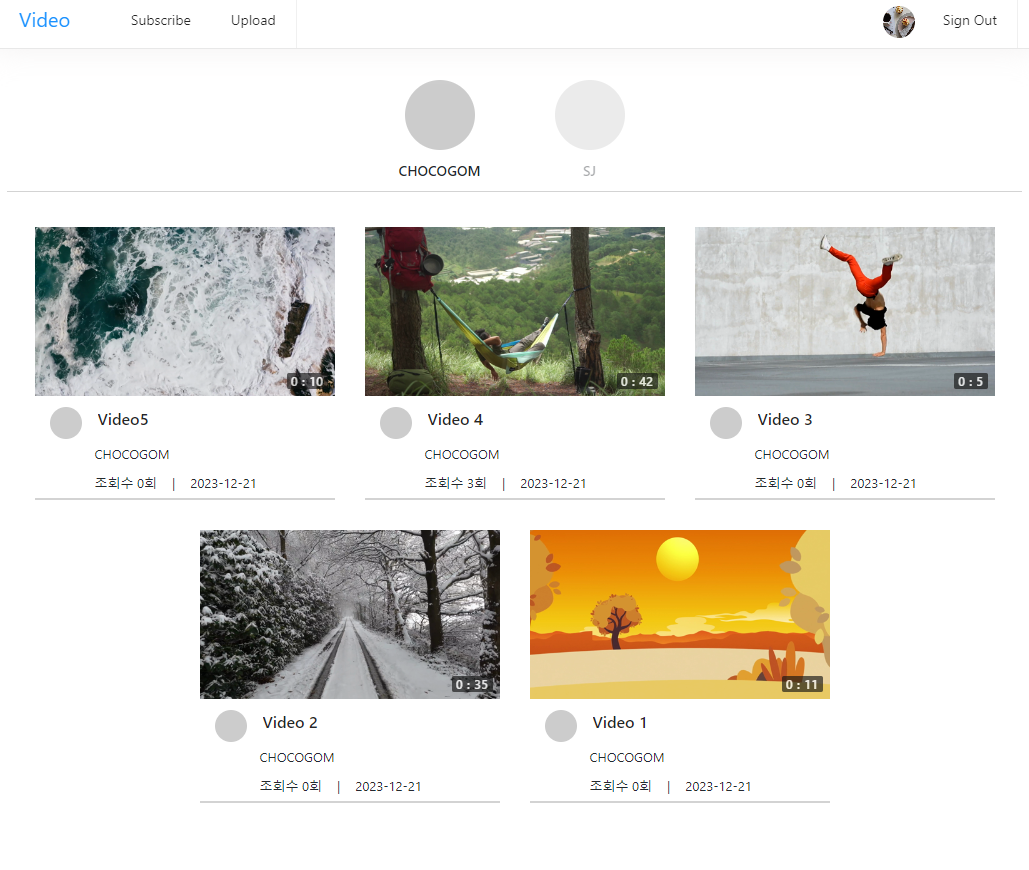 Video Subscribe Upload Sign Out
CHOCOGOM SJ
0 : 10 0 : 42 0 : 5
Video5 Video 4 Video 3
CHOCOGOM CHOCOGOM CHOCOGOM
조회수 0회 | 2023-12-21 조회수 3회 | 2023-12-21 조회수 0회 | 2023-12-21
0 : 35 0 : 11
Video 2 Video 1
CHOCOGOM CHOCOGOM
조회수 0회 | 2023-12-21 조회수 0회 | 2023-12-21